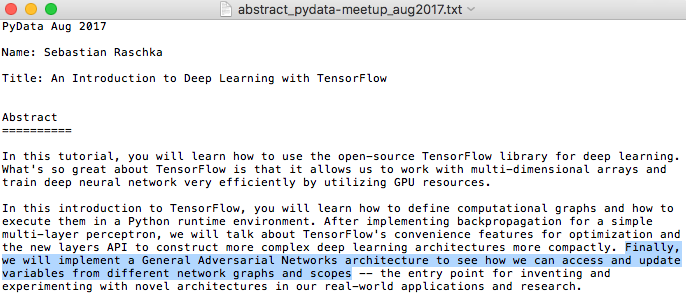 abstract_pydata-meetup_aug2017.txt
PyData Aug 2017
Name: Sebastian Raschka
Title: An Introduction to Deep Learning with TensorFlow
Abstract
==========
In this tutorial, you will learn how to use the open-source TensorFlow library for deep learning.
What's so great about TensorFlow is that it allows us to work with multi-dimensional arrays and
train deep neural network very efficiently by utilizing GPU resources.
In this introduction to TensorFlow, you will learn how to define computational graphs and how to
execute them in a Python runtime environment. After implementing backpropagation for a simple
multi-layer perceptron, we will talk about TensorFlow's convenience features for optimization and
the new layers API to construct more complex deep learning architectures more compactly. Finally,
we will implement a General Adversarial Networks architecture to see how we can access and update
variables from different network graphs and scopes -- the entry point for inventing and
experimenting with novel architectures in our real-world applications and research.